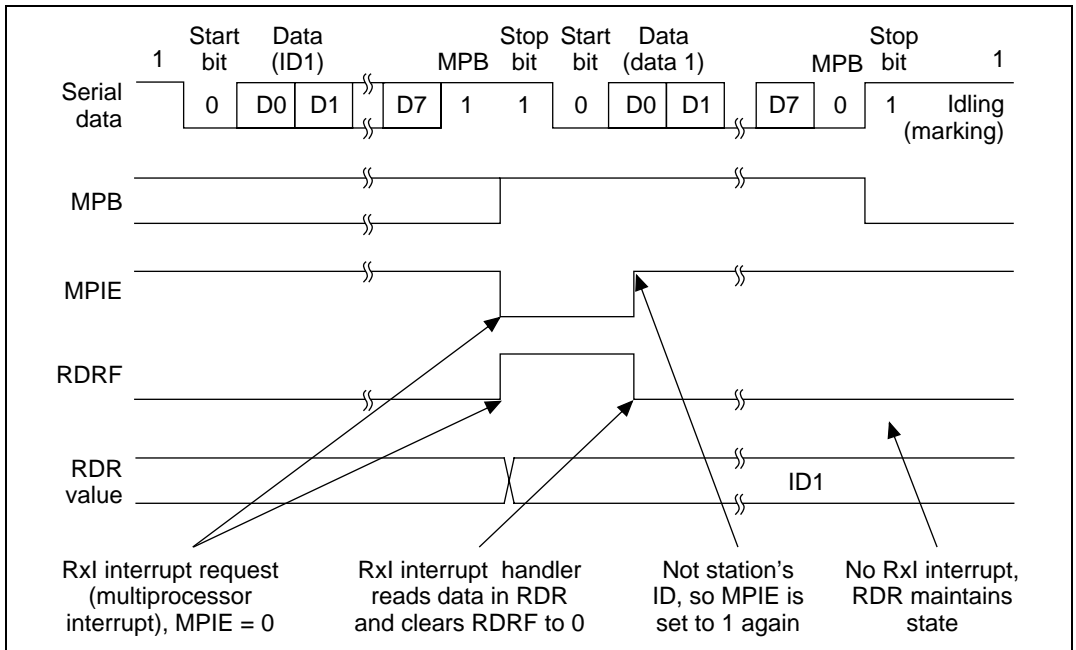 Start Data Stop Start Data Stop
1 bit (ID1) MPB bit bit (data 1) MPB bit 1
Serial data 0 D0 D1 D7 1 1 0 D0 D1 D7 0 1 Idling (marking)
MPB
MPIE
RDRF
RDR
value
ID1
RxI interrupt request
(multiprocessor
interrupt), MPIE = 0
RxI interrupt handler
reads data in RDR
and clears RDRF to 0
Not station's
ID, so MPIE is
set to 1 again
No RxI interrupt,
RDR maintains
state